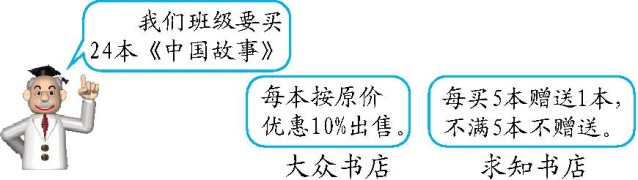 我们班级要买
24本《中国故事》
每本按原价
优惠10%出售。
每买5本赠送1本,
不满5本不赠送。
大众书店
求知书店